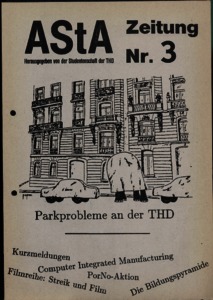 AStA Zeitung
Nr. 3
Herausgegeben von der Studentenschaft der THD
Parkprobleme an der THD
Kurzmeldungen
Computer Integrated Manufacturing
Filmreihe: Streik und Film
PorNo-Aktion
Die Bildungspyramide